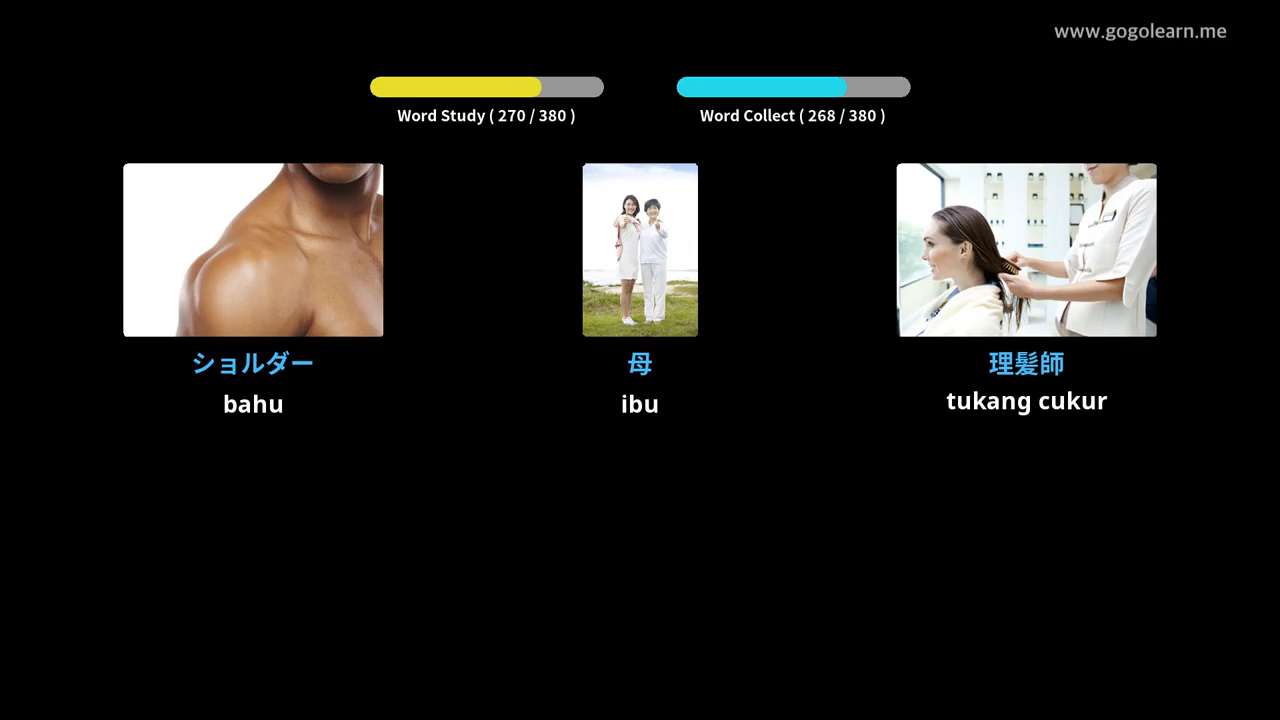 www.gogolearn.me
Word Study ( 270 / 380 )
Word Collect ( 268 / 380 )
ショルダー
母
理髪師
bahu
ibu
tukang cukur